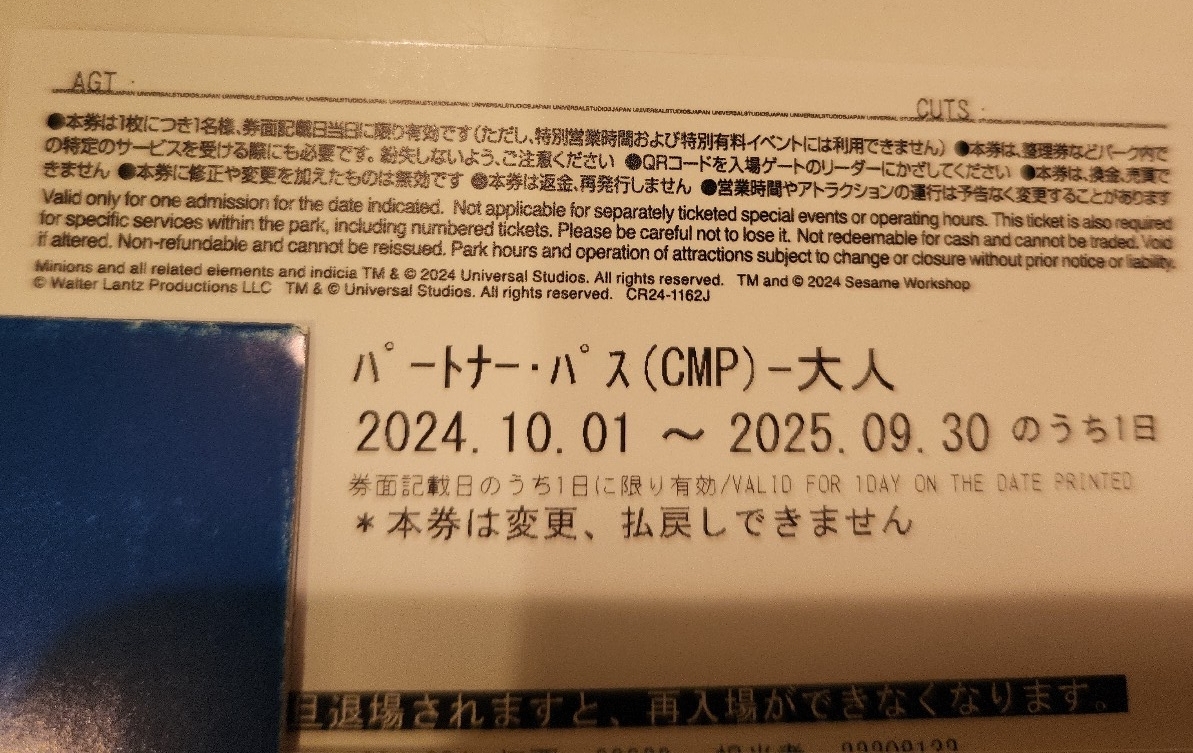 AGT
UNIVERSALSTUDIOSJAPAN UNIVERSALSTUDIOSJAPAN UNIVERSALSTUDIOSJAPAN UNIVERSALSTUDIOSJAPAN UNIVERSALSTUDIOSJAPAN UNIVERSALSTUDIOSJAPAN
CUTS
●本券は1枚につき1名様、券面記載日当日に限り有効です(ただし、特別営業時間および特別有料イベントには利用できません) ●本券は、整理券などパーク内で
の特定のサービスを受ける際にも必要です。紛失しないよう、ご注意ください ●QRコードを入場ゲートのリーダーにかざしてください ●本券は、換金、売買で
きません ●本券に修正や変更を加えたものは無効です ●本券は返金、再発行しません ●営業時間やアトラクションの運行は予告なく変更することがあります
Valid only for one admission for the date indicated. Not applicable for separately ticketed special events or operating hours. This ticket is also required
for specific services within the park, including numbered tickets. Please be careful not to lose it. Not redeemable for cash and cannot be traded. Void
if altered. Non-refundable and cannot be reissued. Park hours and operation of attractions subject to change or closure without prior notice or liability.
Minions and all related elements and indicia TM & © 2024 Universal Studios. All rights reserved. TM and © 2024 Sesame Workshop
© Walter Lantz Productions LLC TM & © Universal Studios. All rights reserved. CR24-1162J
パートナー・パス(CMP)-大人
2024.10.01 ～ 2025.09.30 のうち1日
券面記載日のうち1日に限り有効/VALID FOR 1DAY ON THE DATE PRINTED
*本券は変更、払戻しできません
旦退場されますと、再入場ができなくなります。